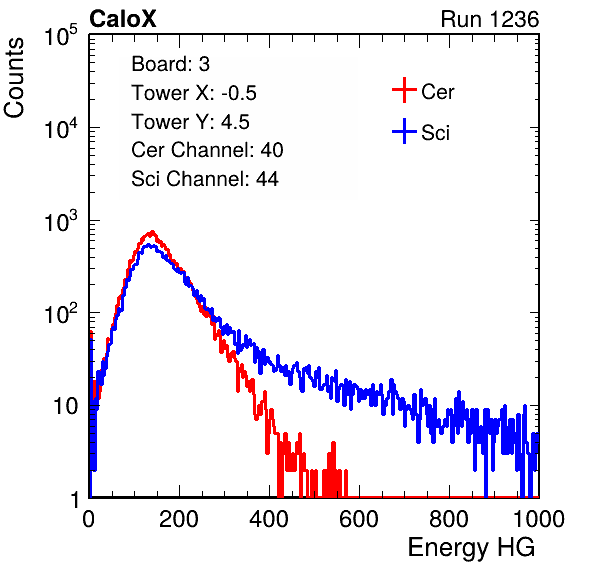 CaloX Run 1236
Counts
10^5
10^4
10^3
10^2
10
1
Board: 3
Tower X: -0.5
Tower Y: 4.5
Cer Channel: 40
Sci Channel: 44
Cer
Sci
0 200 400 600 800 1000
Energy HG